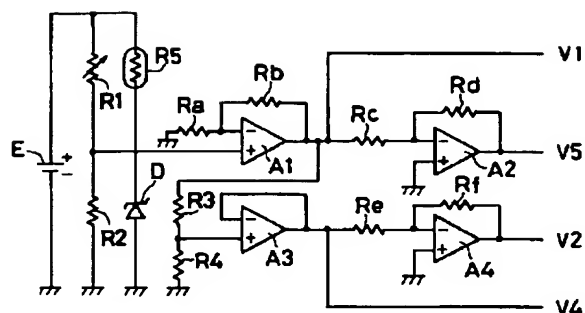 R5
V1
Rb
R1
Ra
Rc
Rd
E
+
-
-
+
A1
-
+
A2
V5
D
R2
R3
Rf
R4
-
+
A3
Re
-
+
A4
V2
V4